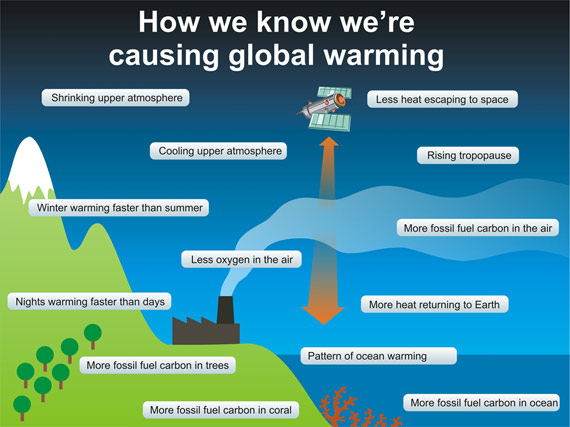 How we know we're
causing global warming
Shrinking upper atmosphere
Less heat escaping to space
Cooling upper atmosphere
Rising tropopause
Winter warming faster than summer
More fossil fuel carbon in the air
Less oxygen in the air
Nights warming faster than days
More heat returning to Earth
Pattern of ocean warming
More fossil fuel carbon in trees
More fossil fuel carbon in ocean
More fossil fuel carbon in coral